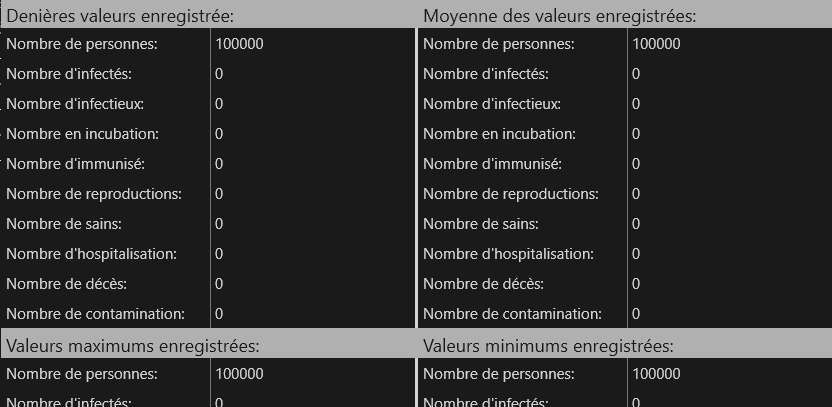 Denières valeurs enregistrée:
Nombre de personnes: 100000
Nombre d'infectés: 0
Nombre d'infectieux: 0
Nombre en incubation: 0
Nombre d'immunisé: 0
Nombre de reproductions: 0
Nombre de sains: 0
Nombre d'hospitalisation: 0
Nombre de décès: 0
Nombre de contamination: 0
Moyenne des valeurs enregistrées:
Nombre de personnes: 100000
Nombre d'infectés: 0
Nombre d'infectieux: 0
Nombre en incubation: 0
Nombre d'immunisé: 0
Nombre de reproductions: 0
Nombre de sains: 0
Nombre d'hospitalisation: 0
Nombre de décès: 0
Nombre de contamination: 0
Valeurs maximums enregistrées:
Nombre de personnes: 100000
Nombre d'infectés: 0
Valeurs minimums enregistrées:
Nombre de personnes: 100000
Nombre d'infectés: 0